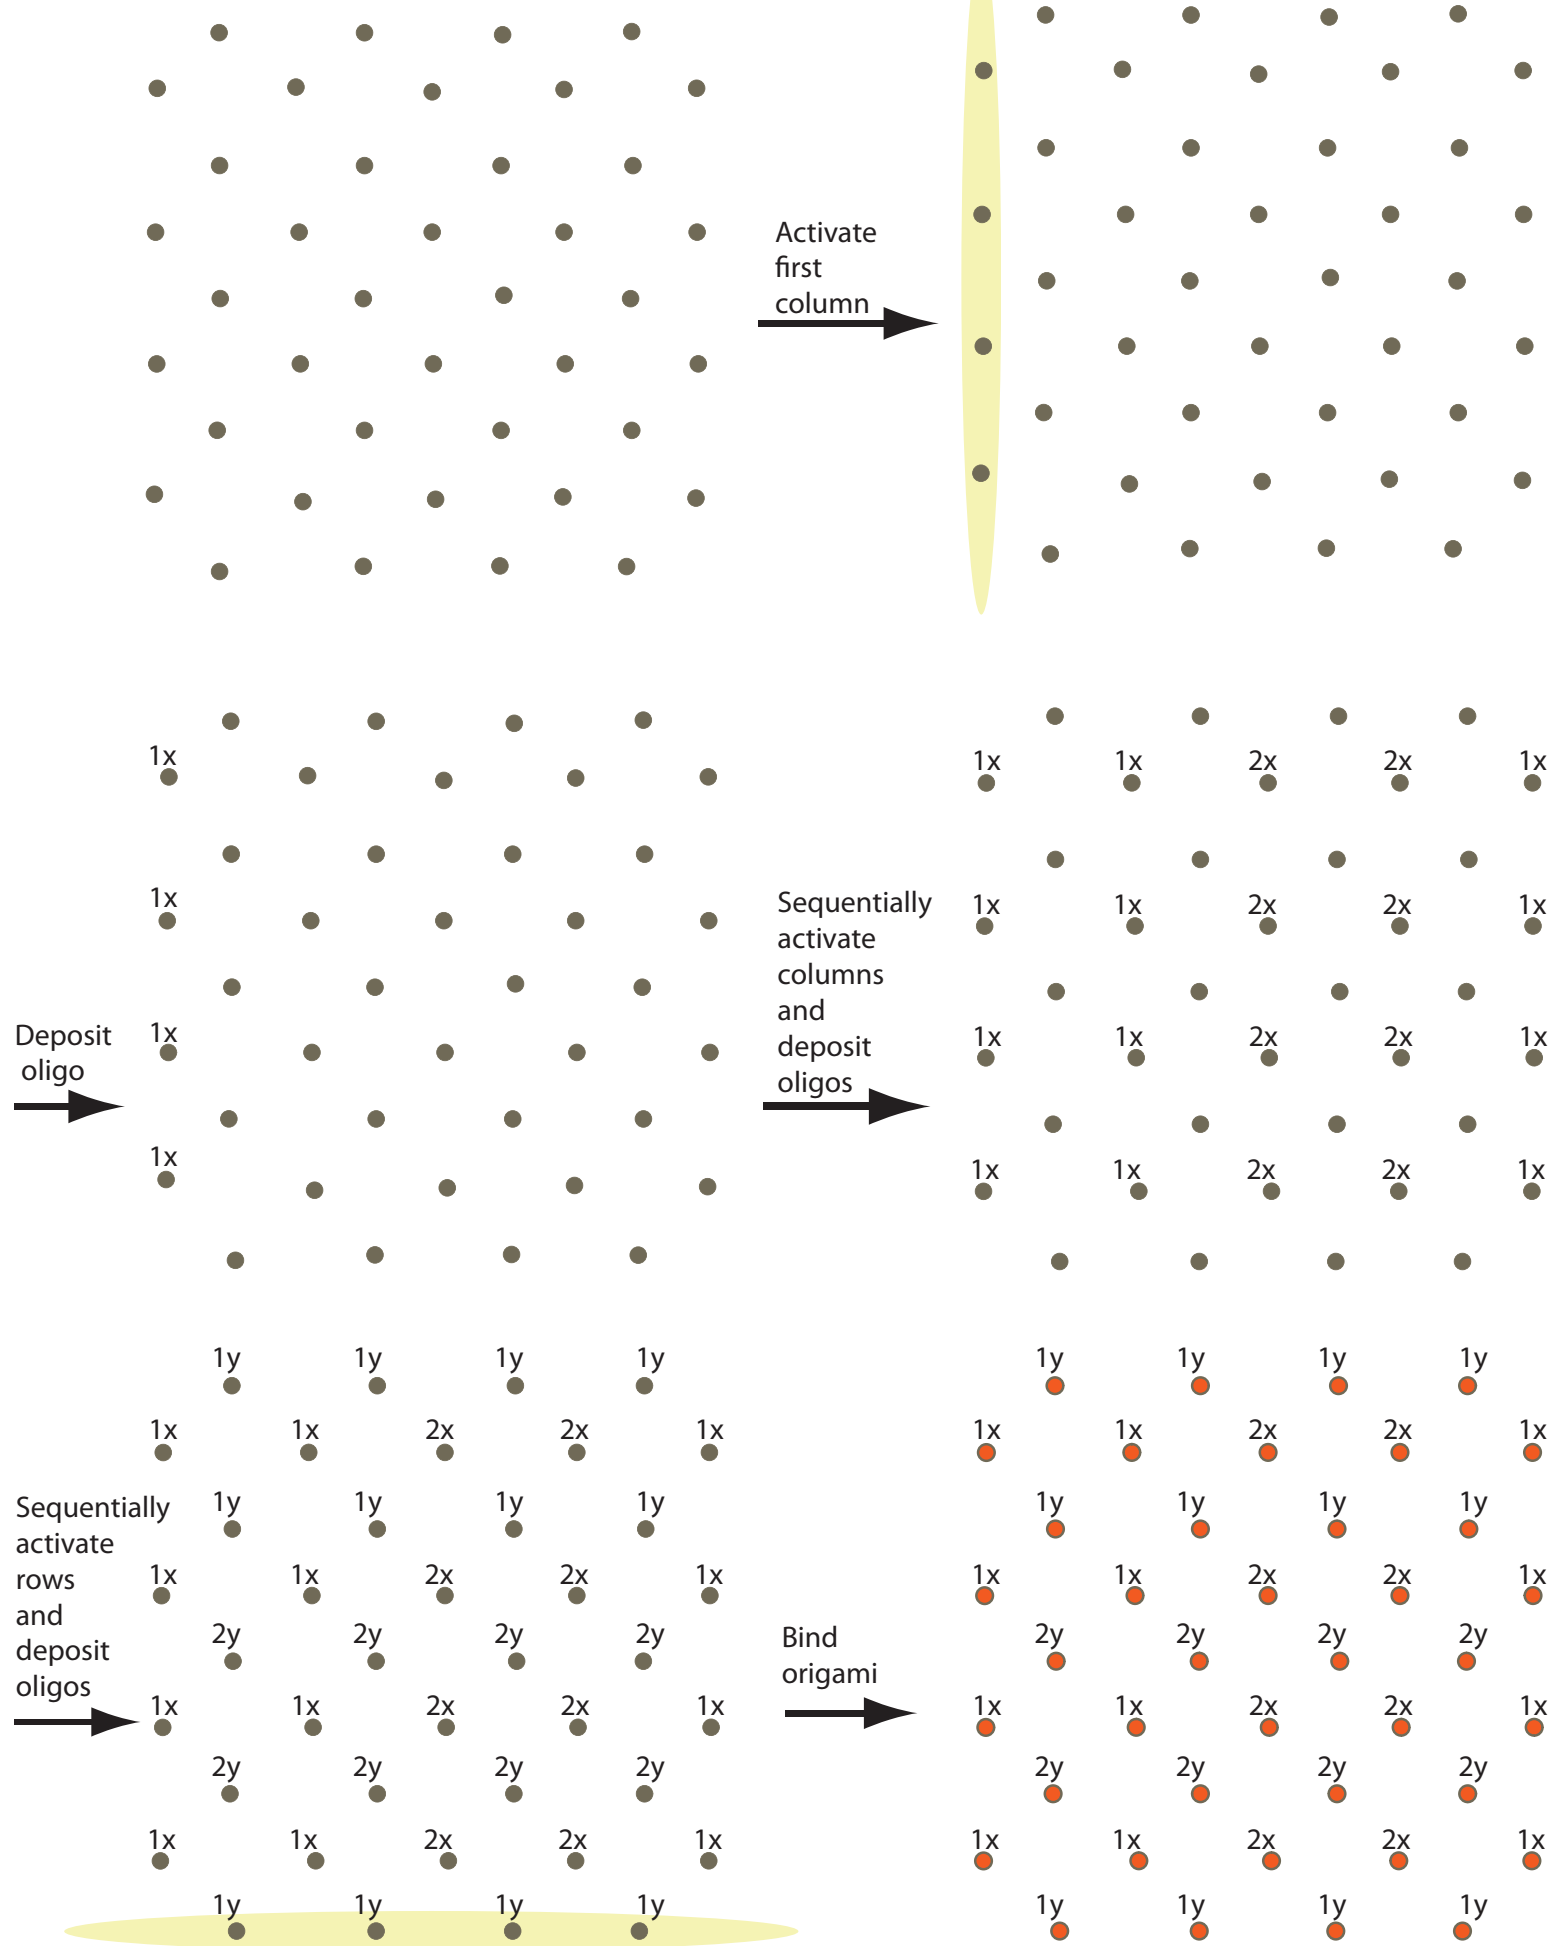 Activate
first
column
1x
1x
1x
1x
Deposit
oligo
Sequentially
activate
columns
and
deposit
oligos
1x 1x 2x 2x 1x
1x 1x 2x 2x 1x
1x 1x 2x 2x 1x
1x 1x 2x 2x 1x
Sequentially
activate
rows
and
deposit
oligos
1y 1y 1y 1y
1x 1x 2x 2x 1x
1y 1y 1y 1y
1x 1x 2x 2x 1x
2y 2y 2y 2y
1x 1x 2x 2x 1x
2y 2y 2y 2y
1x 1x 2x 2x 1x
1y 1y 1y 1y
Bind
origami
1y 1y 1y 1y
1x 1x 2x 2x 1x
1y 1y 1y 1y
1x 1x 2x 2x 1x
2y 2y 2y 2y
1x 1x 2x 2x 1x
2y 2y 2y 2y
1x 1x 2x 2x 1x
1y 1y 1y 1y